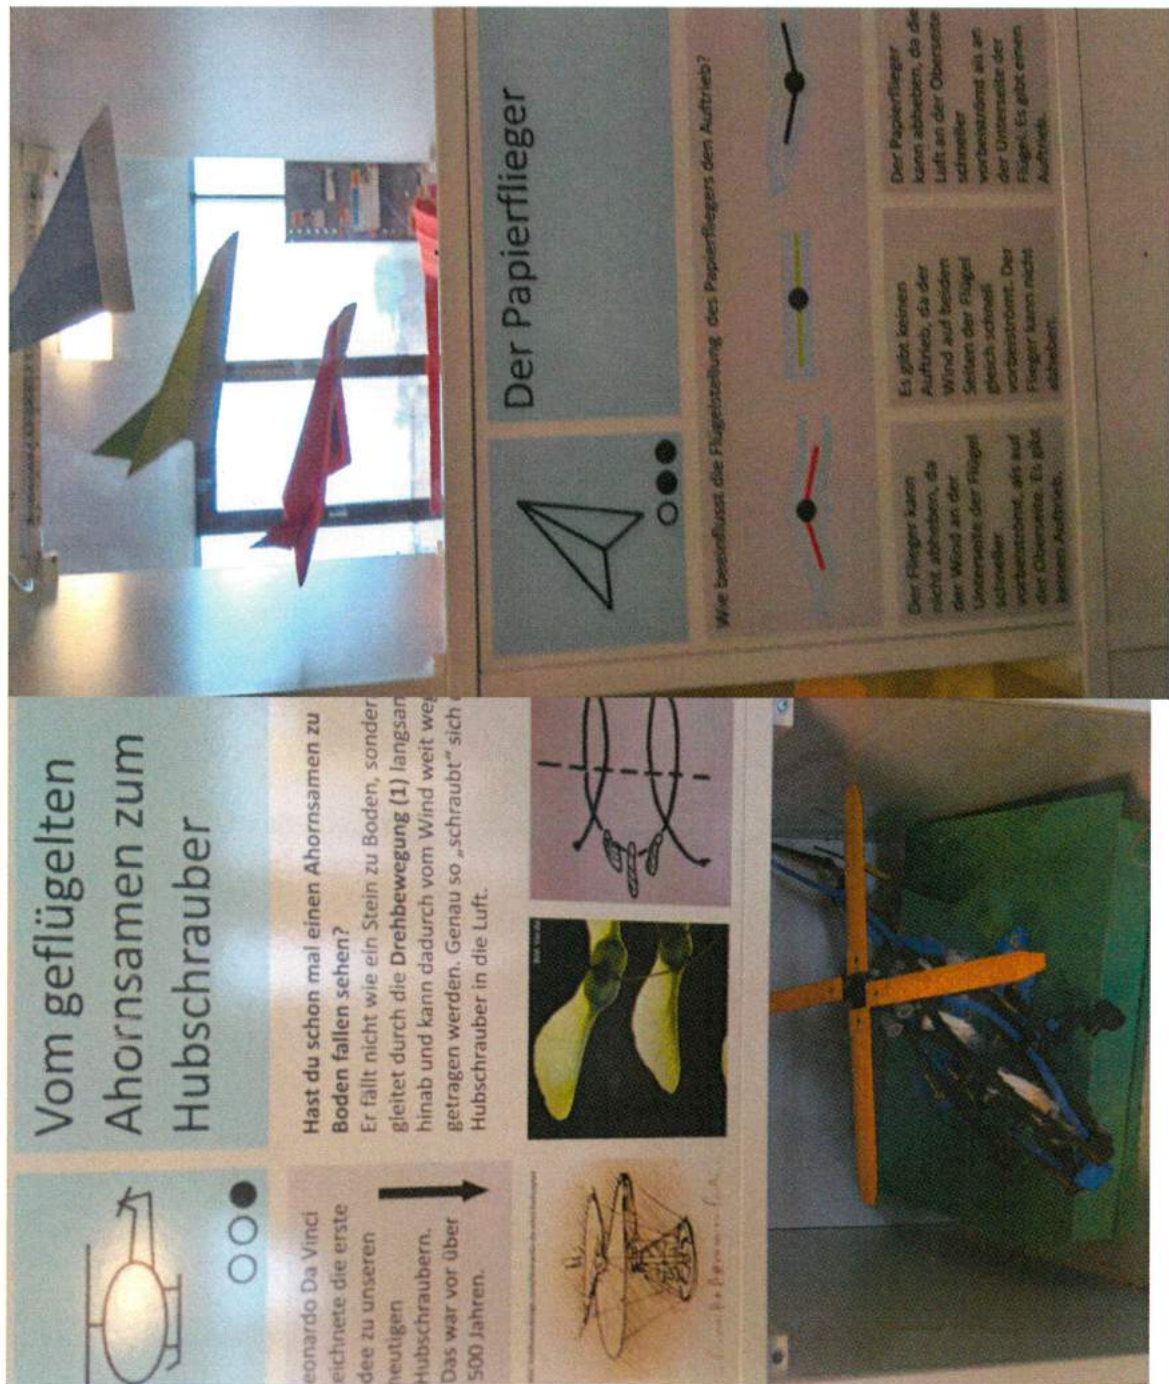 Vom geflügelten
Ahornsamen zum
Hubschrauber
eonardo Da Vinci
eichnete die erste
dee zu unseren
heutigen
Hubschraubern.
Das war vor über
500 Jahren.
Hast du schon mal einen Ahornsamen zu
Boden fallen sehen?
Er fällt nicht wie ein Stein zu Boden, sonder
gleitet durch die Drehbewegung (1) langsam
hinab und kann dadurch vom Wind weit weg
getragen werden. Genau so „schraubt“ sich
Hubschrauber in die Luft.
Der Papierflieger
Wie beeinflusst die Flügelstellung des Papierfliegers den Auftrieb?
Der Flieger kann
nicht abheben, da
der Wind an der
Unterseite der Flügel
schneller
vorbeiströmt, als auf
der Oberseite. Es gibt
keinen Auftrieb.
Es gibt keinen
Auftrieb, da der
Wind auf beiden
Seiten der Flügel
gleich schnell
vorbeiströmt. Der
Flieger kann nicht
abheben.
Der Papierflieger
kann abheben, da die
Luft an der Oberseite
schneller
vorbeiströmt als an
der Unterseite der
Flügel. Es gibt einen
Auftrieb.